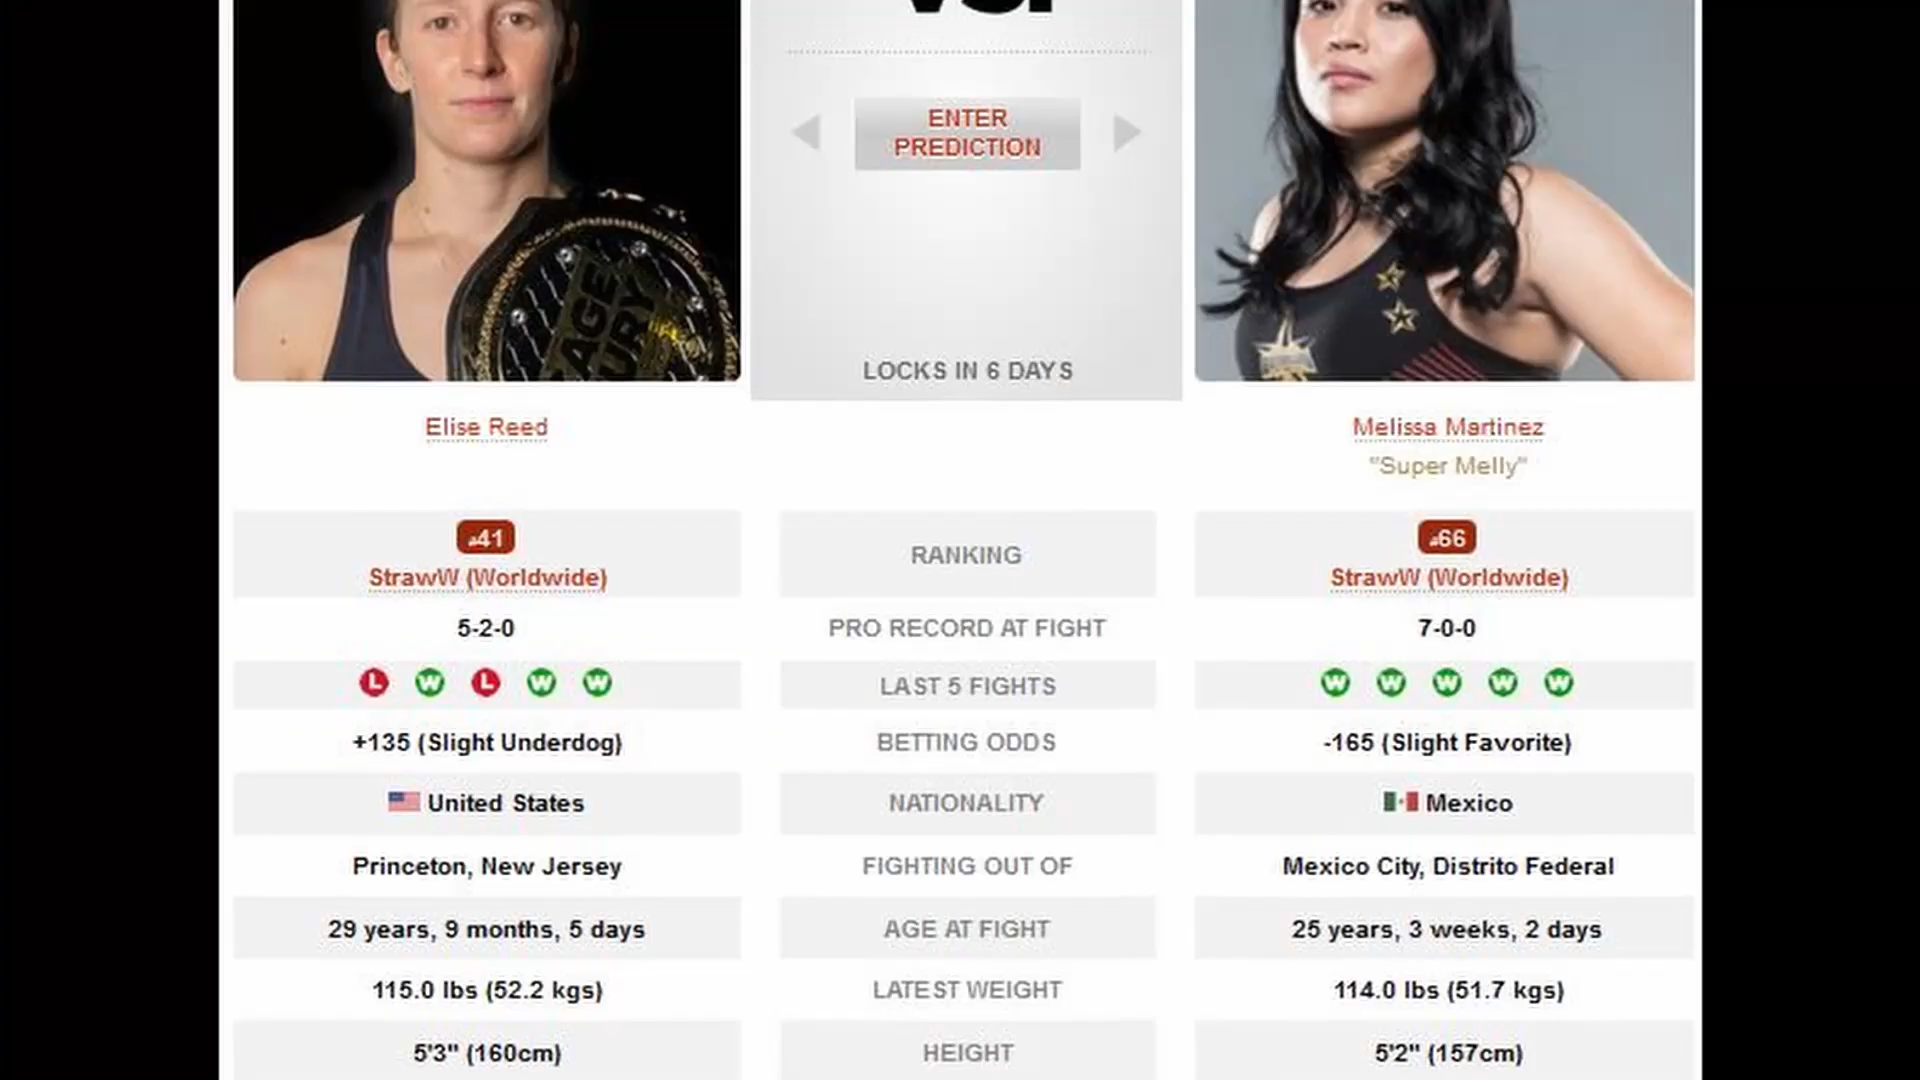 VS.
ENTER
PREDICTION
LOCKS IN 6 DAYS
Elise Reed
Melissa Martinez
"Super Melly"
41
RANKING
66
StrawW (Worldwide)
StrawW (Worldwide)
5-2-0
PRO RECORD AT FIGHT
7-0-0
L W L W W
LAST 5 FIGHTS
W W W W W
+135 (Slight Underdog)
BETTING ODDS
-165 (Slight Favorite)
United States
NATIONALITY
Mexico
Princeton, New Jersey
FIGHTING OUT OF
Mexico City, Distrito Federal
29 years, 9 months, 5 days
AGE AT FIGHT
25 years, 3 weeks, 2 days
115.0 lbs (52.2 kgs)
LATEST WEIGHT
114.0 lbs (51.7 kgs)
5'3" (160cm)
HEIGHT
5'2" (157cm)